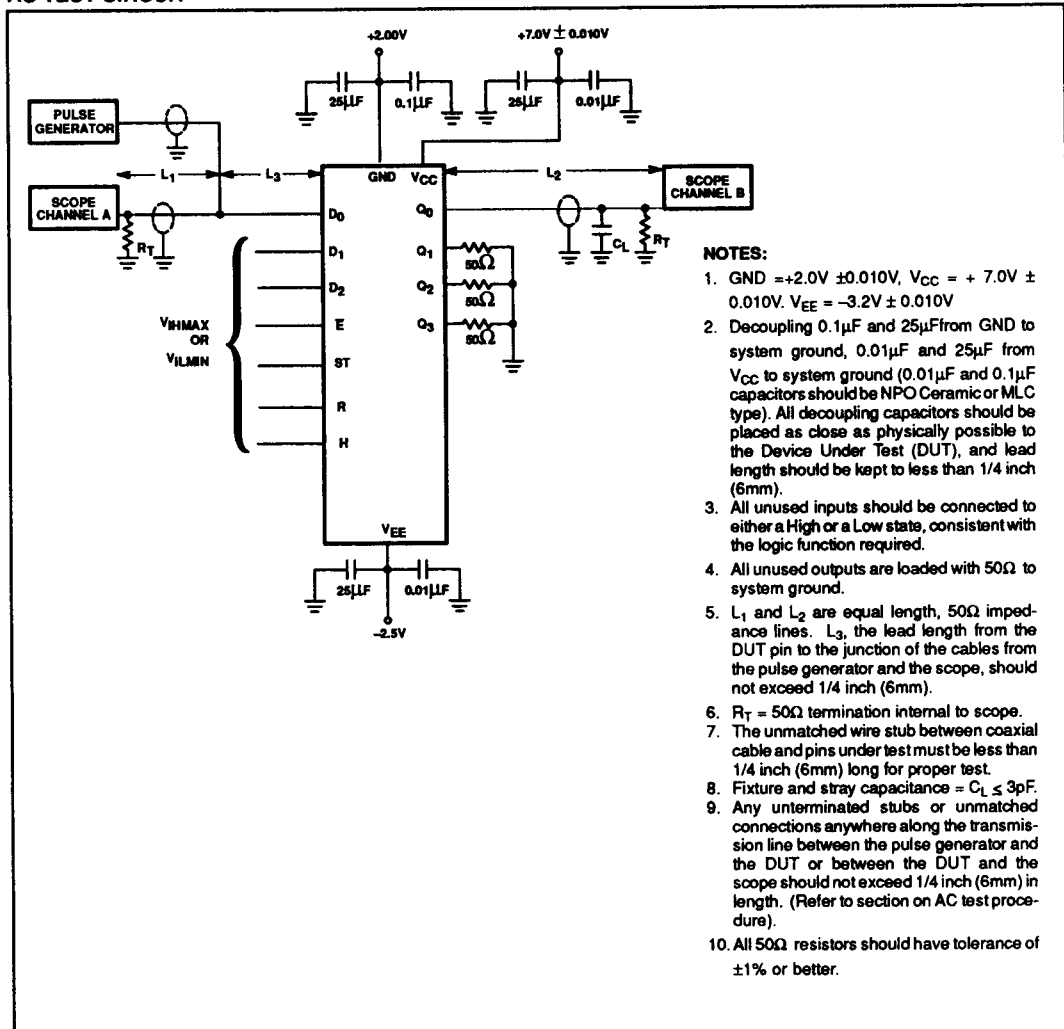 +2.00V
+7.0V ± 0.010V
25µF
0.1µF
25µF
0.01µF
PULSE
GENERATOR
L1
L3
L2
GND
VCC
SCOPE
CHANNEL A
SCOPE
CHANNEL B
D0
Q0
RT
CL
RT
D1
Q1
50Ω
D2
Q2
50Ω
E̅
Q3
50Ω
VIHMAX
OR
VILMIN
ST
R
H
VEE
25µF
0.01µF
–2.5V
NOTES:
1. GND =+2.0V ±0.010V, VCC = + 7.0V ±
0.010V. VEE = –3.2V ± 0.010V
2. Decoupling 0.1µF and 25µFfrom GND to
system ground, 0.01µF and 25µF from
VCC to system ground (0.01µF and 0.1µF
capacitors should be NPO Ceramic or MLC
type). All decoupling capacitors should be
placed as close as physically possible to
the Device Under Test (DUT), and lead
length should be kept to less than 1/4 inch
(6mm).
3. All unused inputs should be connected to
either a High or a Low state, consistent with
the logic function required.
4. All unused outputs are loaded with 50Ω to
system ground.
5. L1 and L2 are equal length, 50Ω imped-
ance lines. L3, the lead length from the
DUT pin to the junction of the cables from
the pulse generator and the scope, should
not exceed 1/4 inch (6mm).
6. RT = 50Ω termination internal to scope.
7. The unmatched wire stub between coaxial
cable and pins under test must be less than
1/4 inch (6mm) long for proper test.
8. Fixture and stray capacitance = CL ≤ 3pF.
9. Any unterminated stubs or unmatched
connections anywhere along the transmis-
sion line between the pulse generator and
the DUT or between the DUT and the
scope should not exceed 1/4 inch (6mm) in
length. (Refer to section on AC test proce-
dure).
10. All 50Ω resistors should have tolerance of
±1% or better.